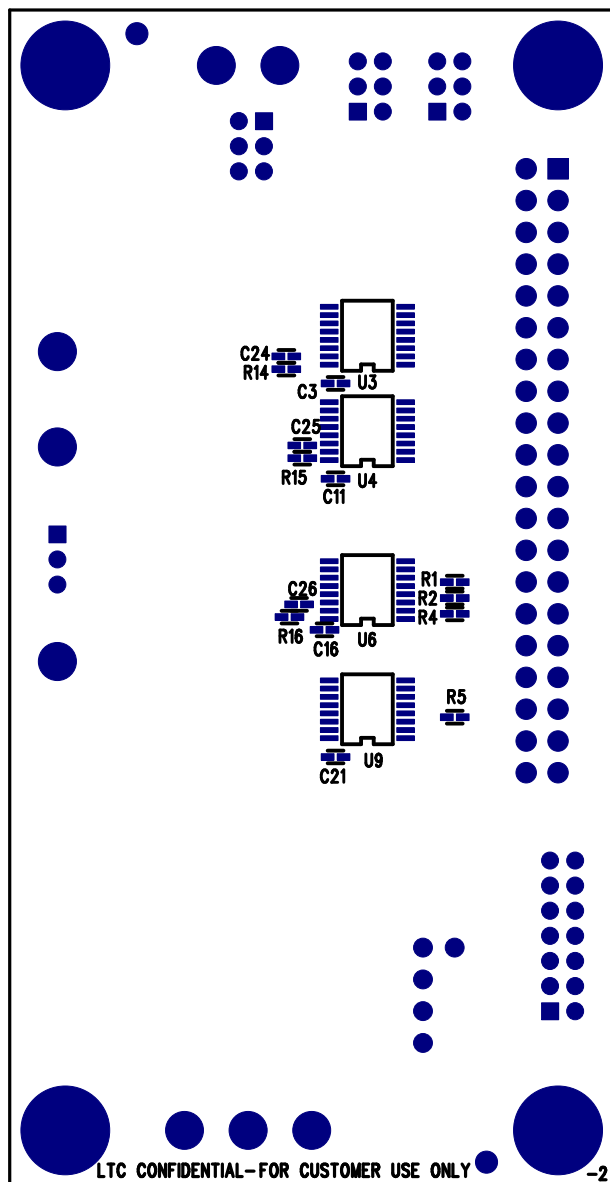 C24
R14
C3
U3
C25
R15
C11
U4
C26
R16
C16
U6
R1
R2
R4
R5
U9
C21
LTC CONFIDENTIAL-FOR CUSTOMER USE ONLY
-2